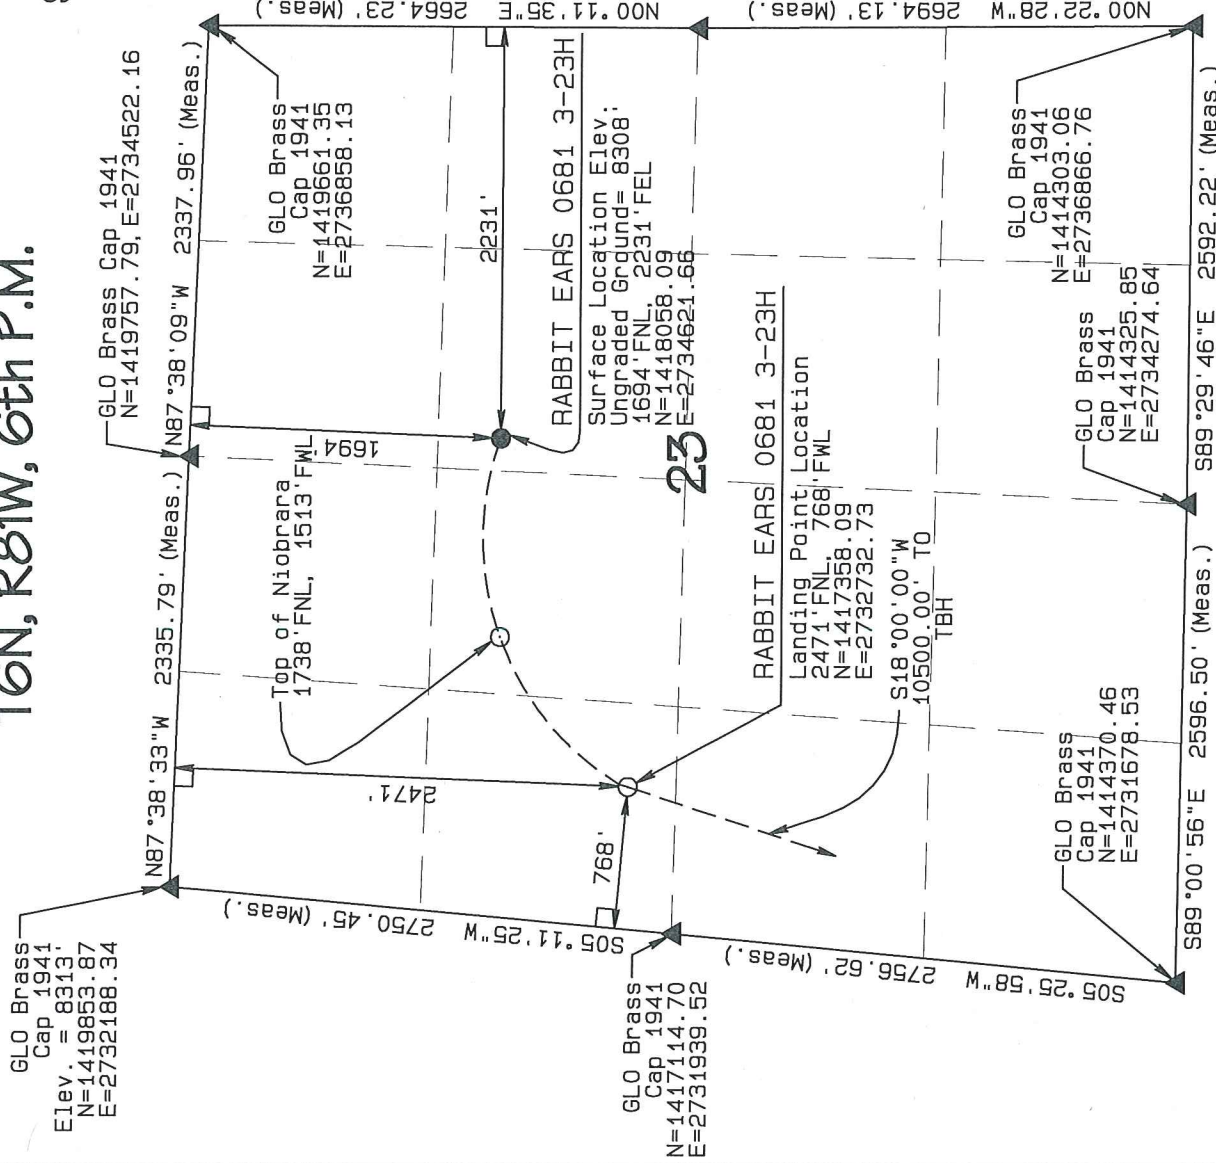 T6N, R81W, 6th P.M.
GLO Brass
Cap 1941
Elev. = 8313'
N=1419853.87
E=2732188.34
N87°38'33"W 2335.79' (Meas.)
GLO Brass Cap 1941
N=1419757.79, E=2734522.16
N87°38'09"W 2337.96' (Meas.)
GLO Brass
Cap 1941
N=1419661.35
E=2736858.13
N00°11'35"E 2664.23' (Meas.)
N00°22'28"W 2694.13' (Meas.)
S05°11'25"W 2750.45' (Meas.)
S05°25'58"W 2756.62' (Meas.)
Top of Niobrara
1738'FNL, 1513'FWL
1694'
2231'
2471'
768'
RABBIT EARS 0681 3-23H
Surface Location Elev.
Ungraded Ground= 8308'
1694'FNL, 2231'FEL
N=1418058.09
E=2734621.66
23
RABBIT EARS 0681 3-23H
Landing Point Location
2471'FNL, 768'FWL
N=1417358.09
E=2732732.73
S18°00'00"W
10500.00' TO
TBH
GLO Brass
Cap 1941
N=1417114.70
E=2731939.52
GLO Brass
Cap 1941
N=1414370.46
E=2731678.53
GLO Brass
Cap 1941
N=1414325.85
E=2734274.64
GLO Brass
Cap 1941
N=1414303.06
E=2736866.76
S89°00'56"E 2596.50' (Meas.)
S89°29'46"E 2592.22' (Meas.)